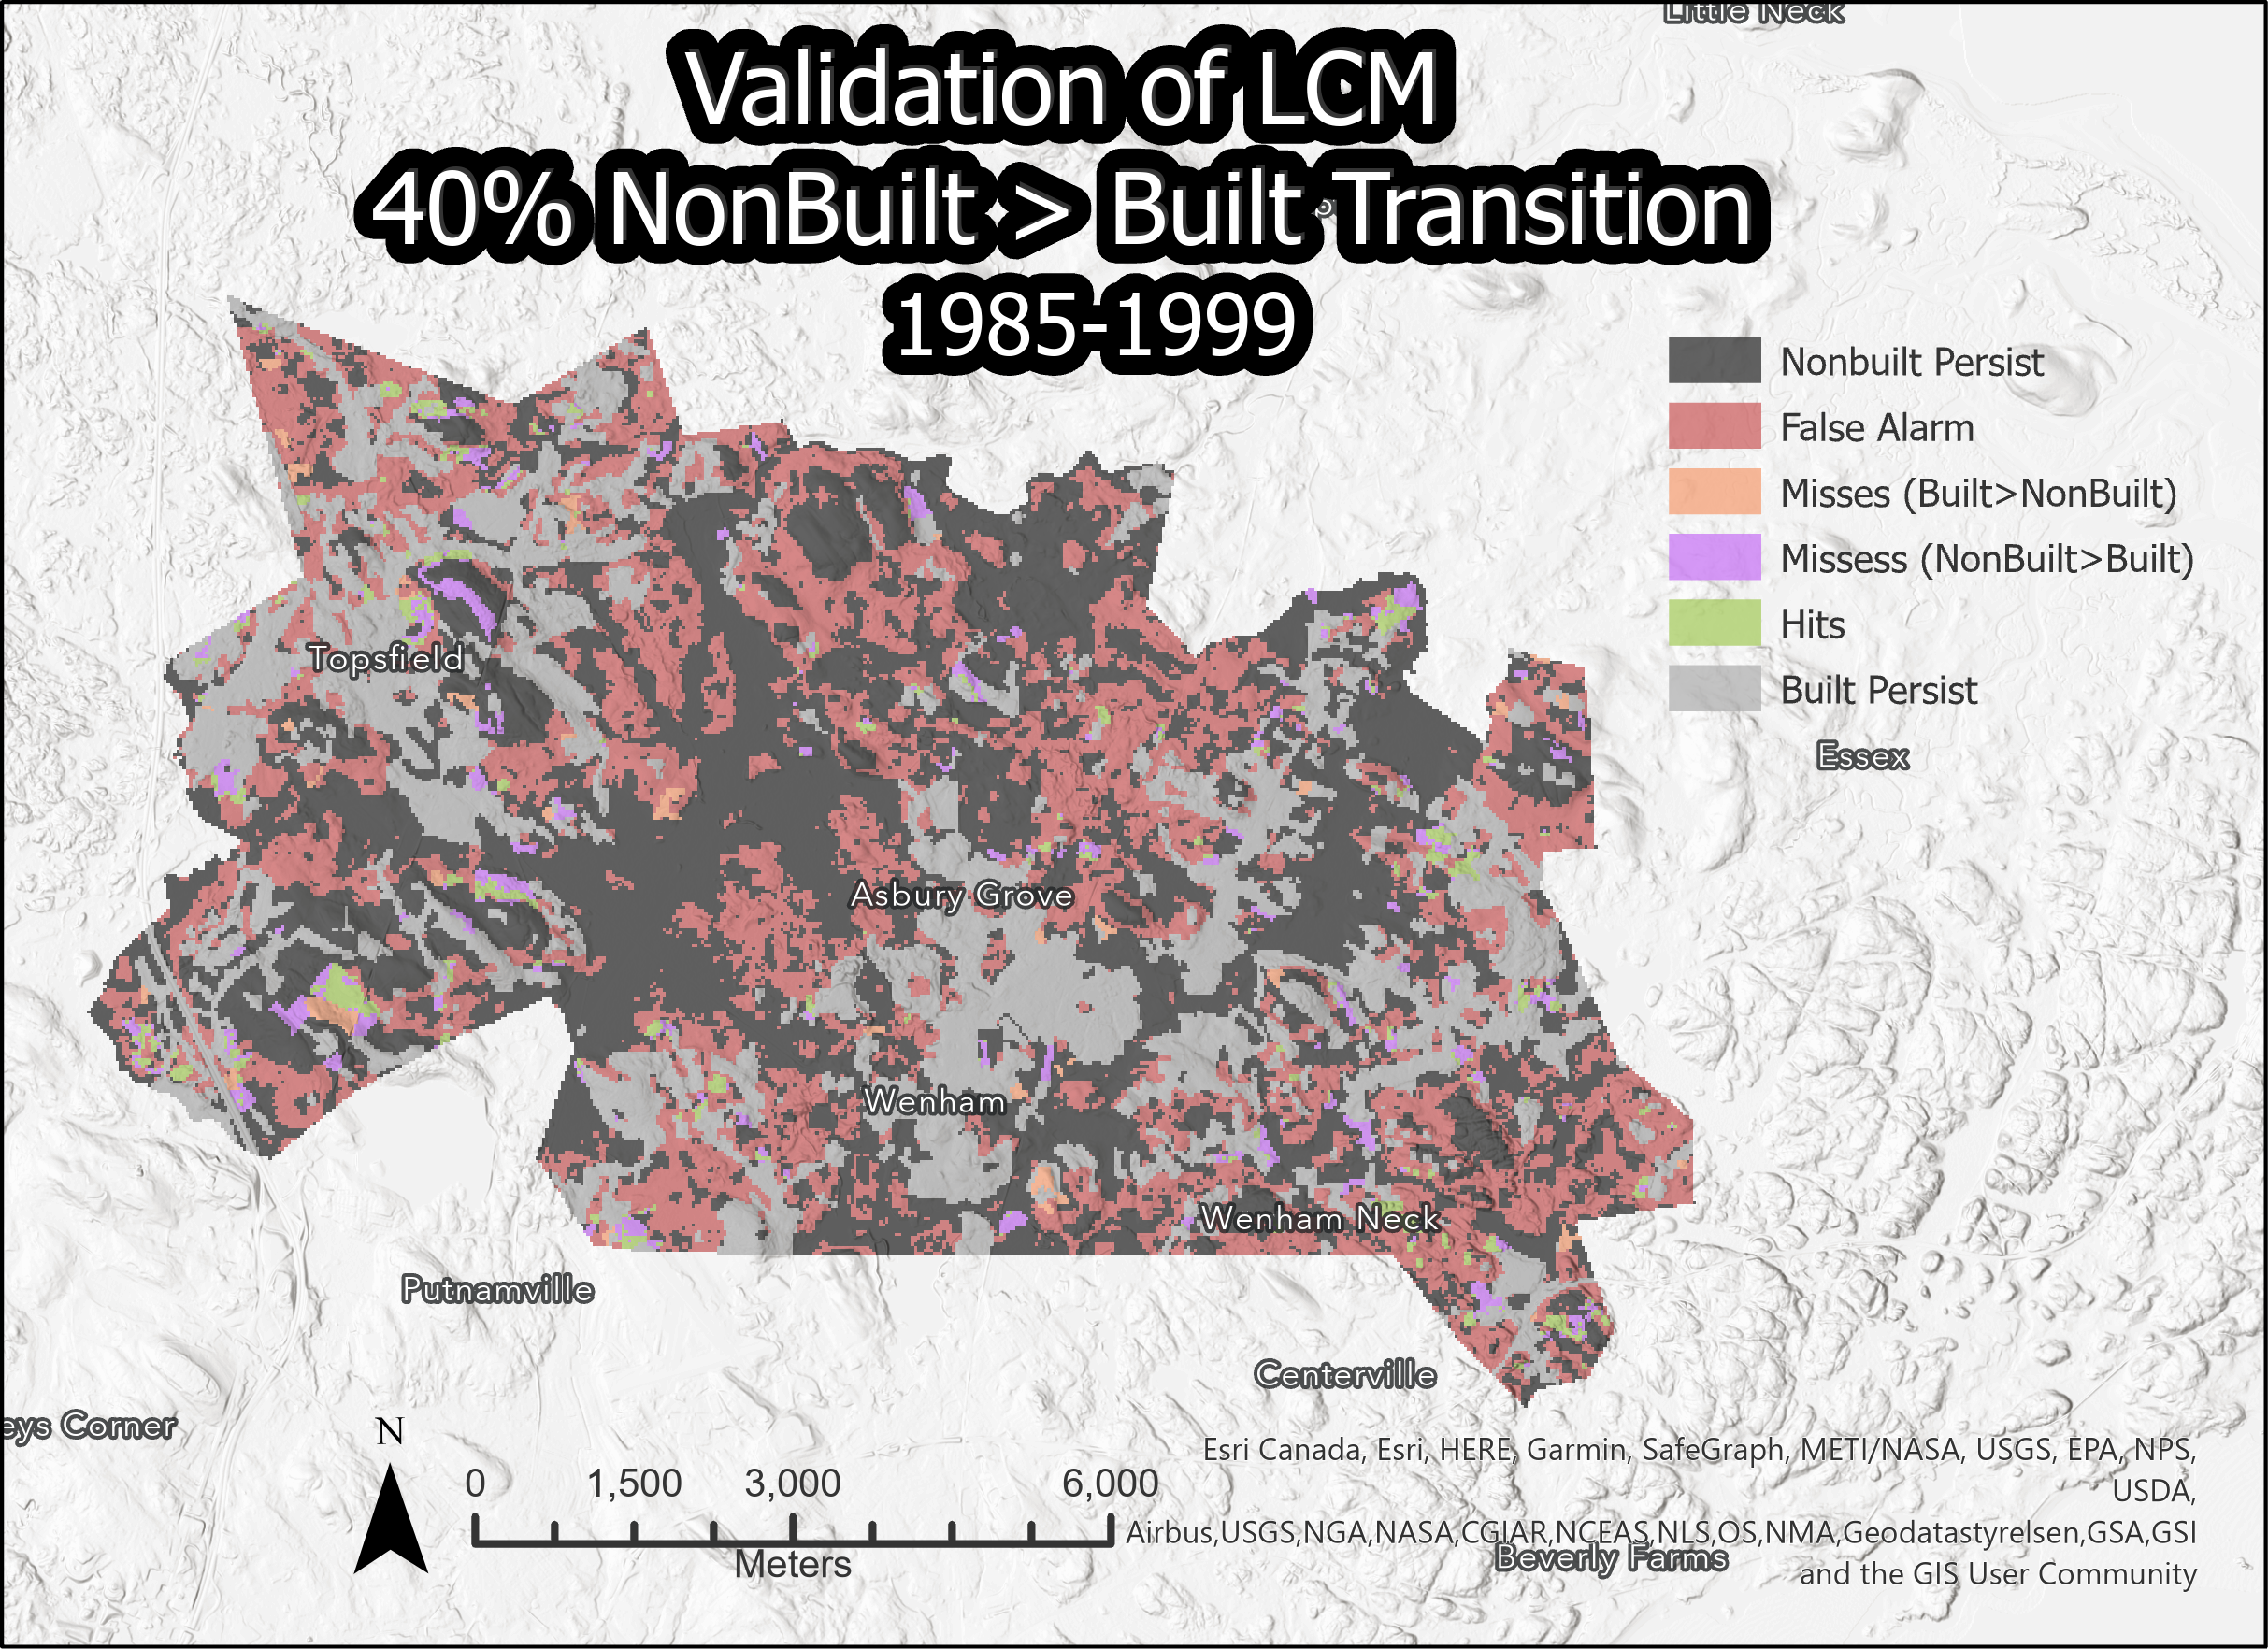 Little Neck
Validation of LCM
40% NonBuilt > Built Transition
1985-1999
Nonbuilt Persist
False Alarm
Misses (Built>NonBuilt)
Missess (NonBuilt>Built)
Hits
Built Persist
Topsfield
Essex
Asbury Grove
Wenham
Wenham Neck
Putnamville
Centerville
eys Corner
N
0 1,500 3,000 6,000
Meters
Esri Canada, Esri, HERE, Garmin, SafeGraph, METI/NASA, USGS, EPA, NPS,
USDA,
Airbus,USGS,NGA,NASA,CGIAR,NCEAS,NLS,OS,NMA,Geodatastyrelsen,GSA,GSI
Beverly Farms
and the GIS User Community